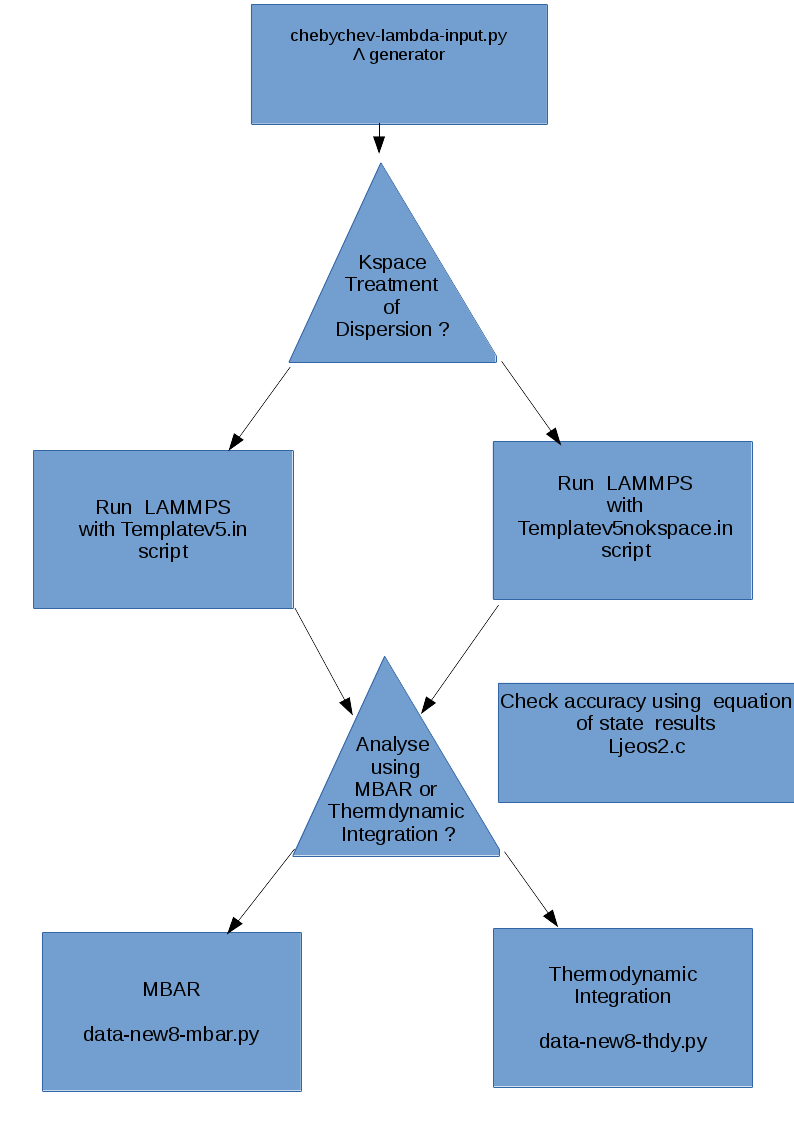 chebychev-lambda-input.py
Λ generator
Kspace
Treatment
of
Dispersion ?
Run LAMMPS
with Templatev5.in
script
Run LAMMPS
with
Templatev5nokspace.in
script
Check accuracy using equation
of state results
Ljeos2.c
Analyse
using
MBAR or
Thermdynamic
Integration ?
MBAR
data-new8-mbar.py
Thermodynamic
Integration
data-new8-thdy.py